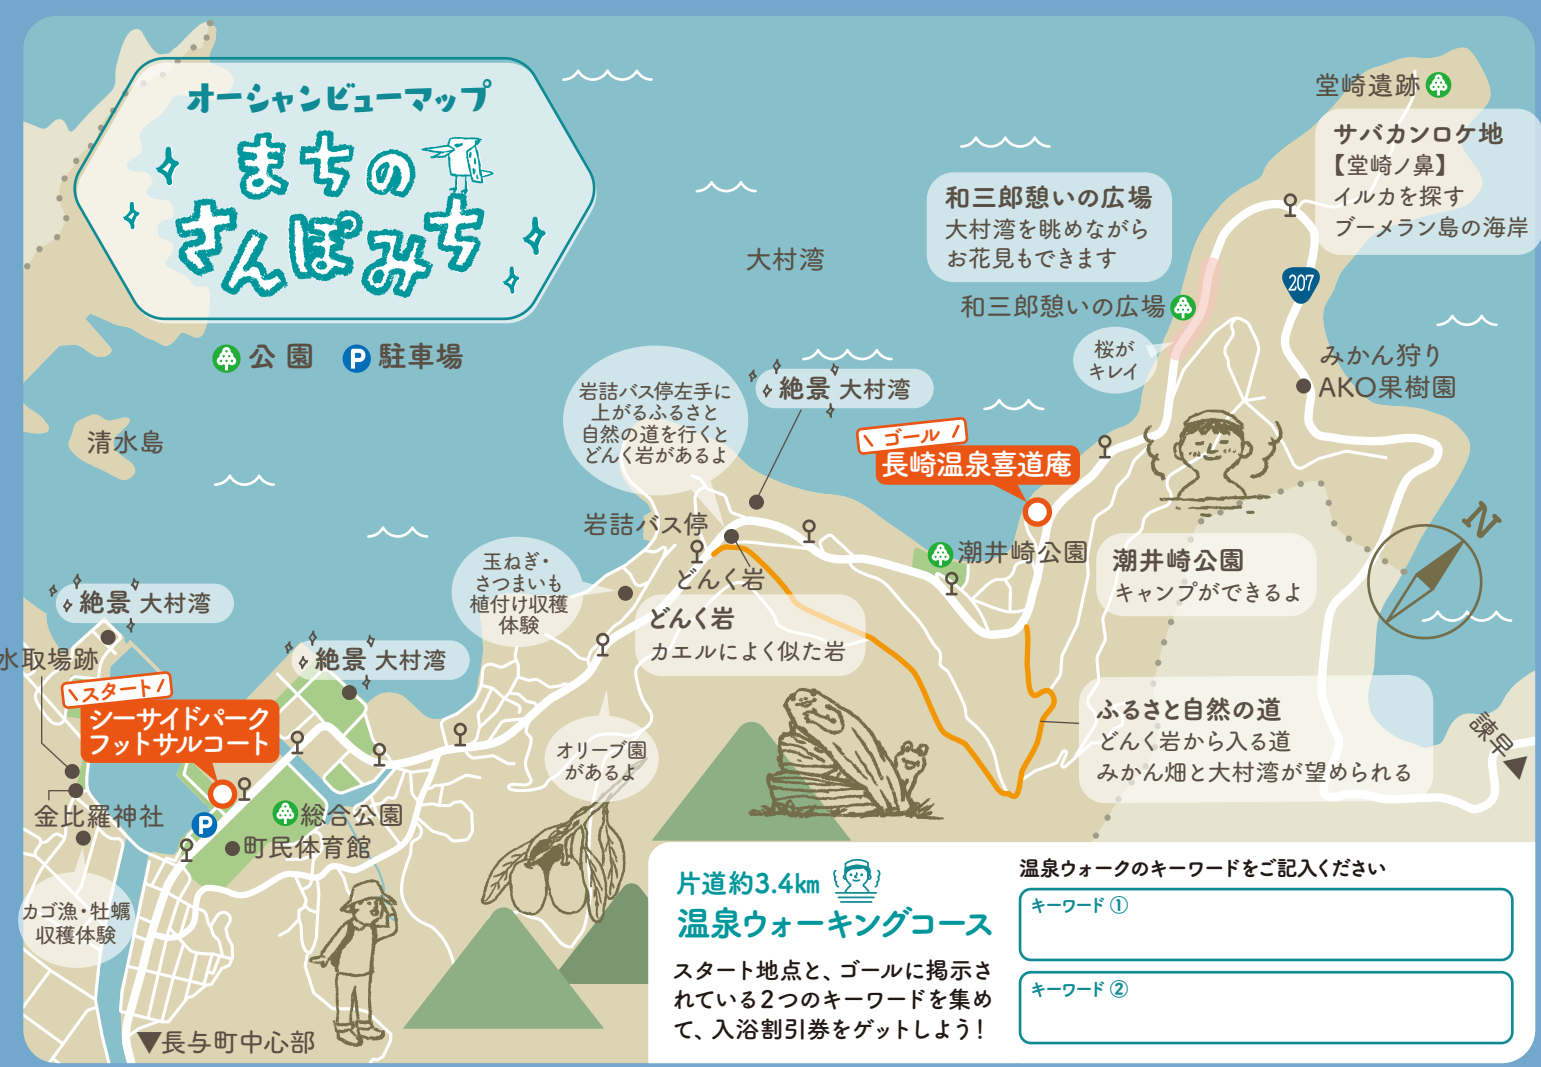 オーシャンビューマップ
まちの
さんぽみち
公園
P 駐車場
大村湾
堂崎遺跡
サバカンロケ地
【堂崎ノ鼻】
イルカを探す
ブーメラン島の海岸
和三郎憩いの広場
大村湾を眺めながら
お花見もできます
和三郎憩いの広場
207
桜が
キレイ
みかん狩り
AKO果樹園
清水島
岩詰バス停左手に
上がるふるさと
自然の道を行くと
どんく岩があるよ
絶景 大村湾
ゴール
長崎温泉喜道庵
岩詰バス停
どんく岩
潮井崎公園
潮井崎公園
キャンプができるよ
N
玉ねぎ・
さつまいも
植付け収穫
体験
どんく岩
カエルによく似た岩
絶景 大村湾
水取場跡
絶景 大村湾
スタート
シーサイドパーク
フットサルコート
オリーブ園
があるよ
ふるさと自然の道
どんく岩から入る道
みかん畑と大村湾が望められる
諫早▼
金比羅神社
P
総合公園
町民体育館
カゴ漁・牡蠣
収穫体験
▼長与町中心部
片道約3.4km
温泉ウォーキングコース
スタート地点と、ゴールに掲示さ
れている2つのキーワードを集め
て、入浴割引券をゲットしよう！
温泉ウォークのキーワードをご記入ください
キーワード ①
キーワード ②